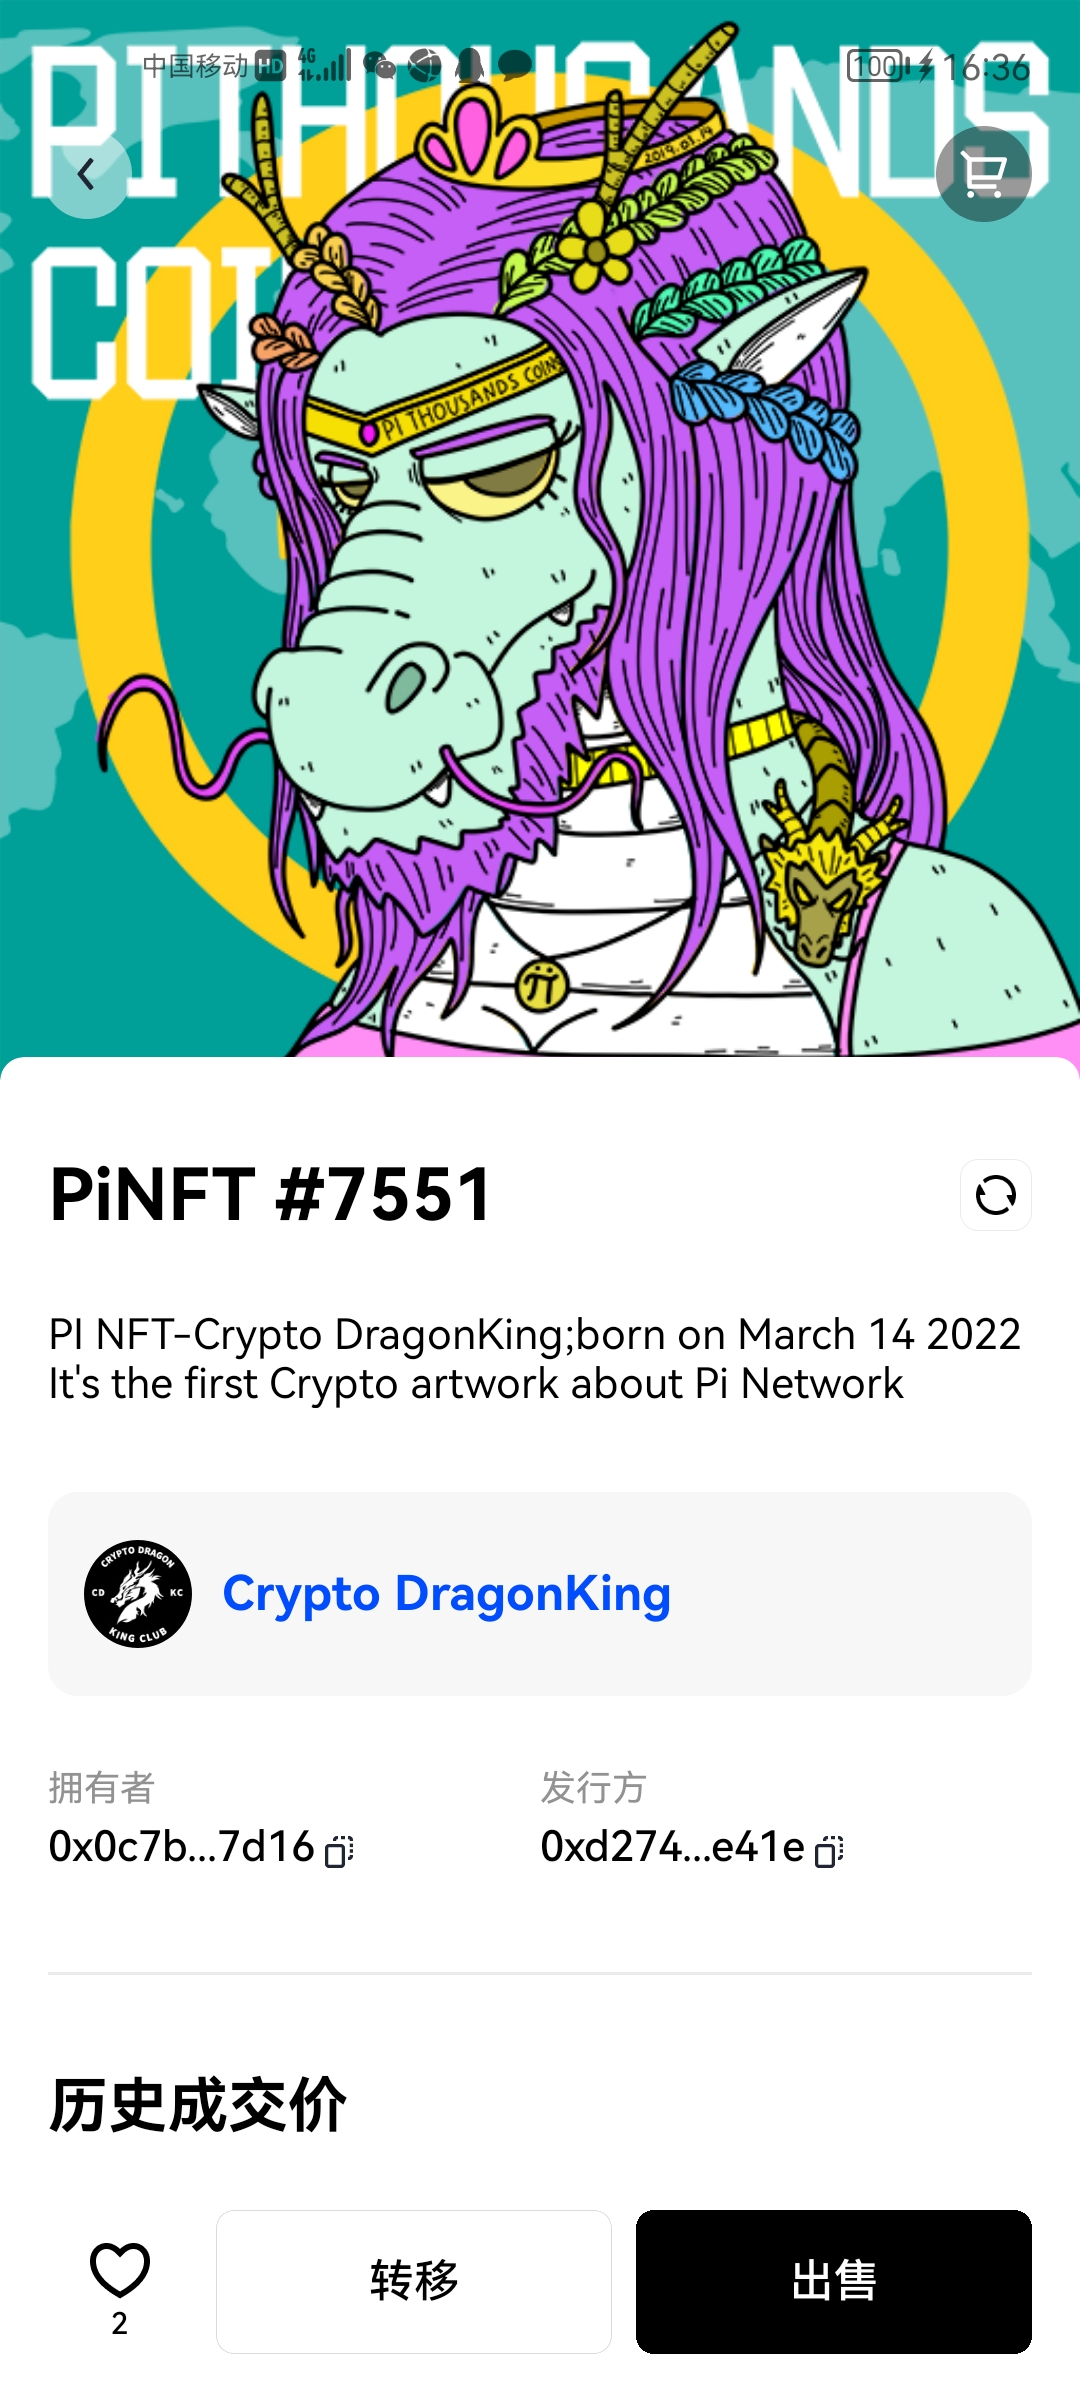 中国移动 HD 4G 100 16:36
PI THOUSANDS
COIN
2019.03.14
PI THOUSANDS COINS
π
PiNFT #7551
PI NFT-Crypto DragonKing;born on March 14 2022
It's the first Crypto artwork about Pi Network
CRYPTO DRAGON
CD KC
KING CLUB
Crypto DragonKing
拥有者 发行方
0x0c7b...7d16 0xd274...e41e
历史成交价
2
转移 出售